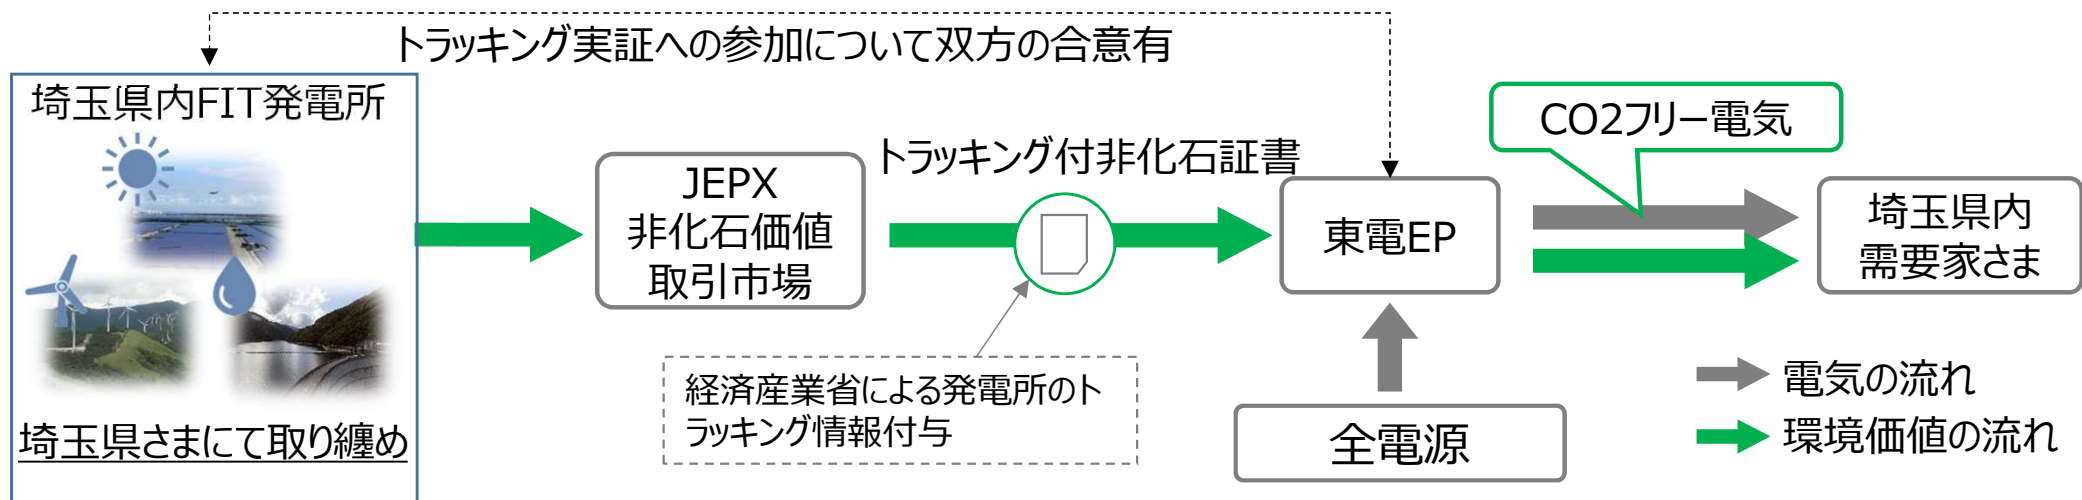 トラッキング実証への参加について双方の合意有
埼玉県内FIT発電所
埼玉県さまにて取り纏め
JEPX
非化石価値
取引市場
トラッキング付非化石証書
経済産業省による発電所のト
ラッキング情報付与
東電EP
全電源
CO2フリー電気
埼玉県内
需要家さま
電気の流れ
環境価値の流れ